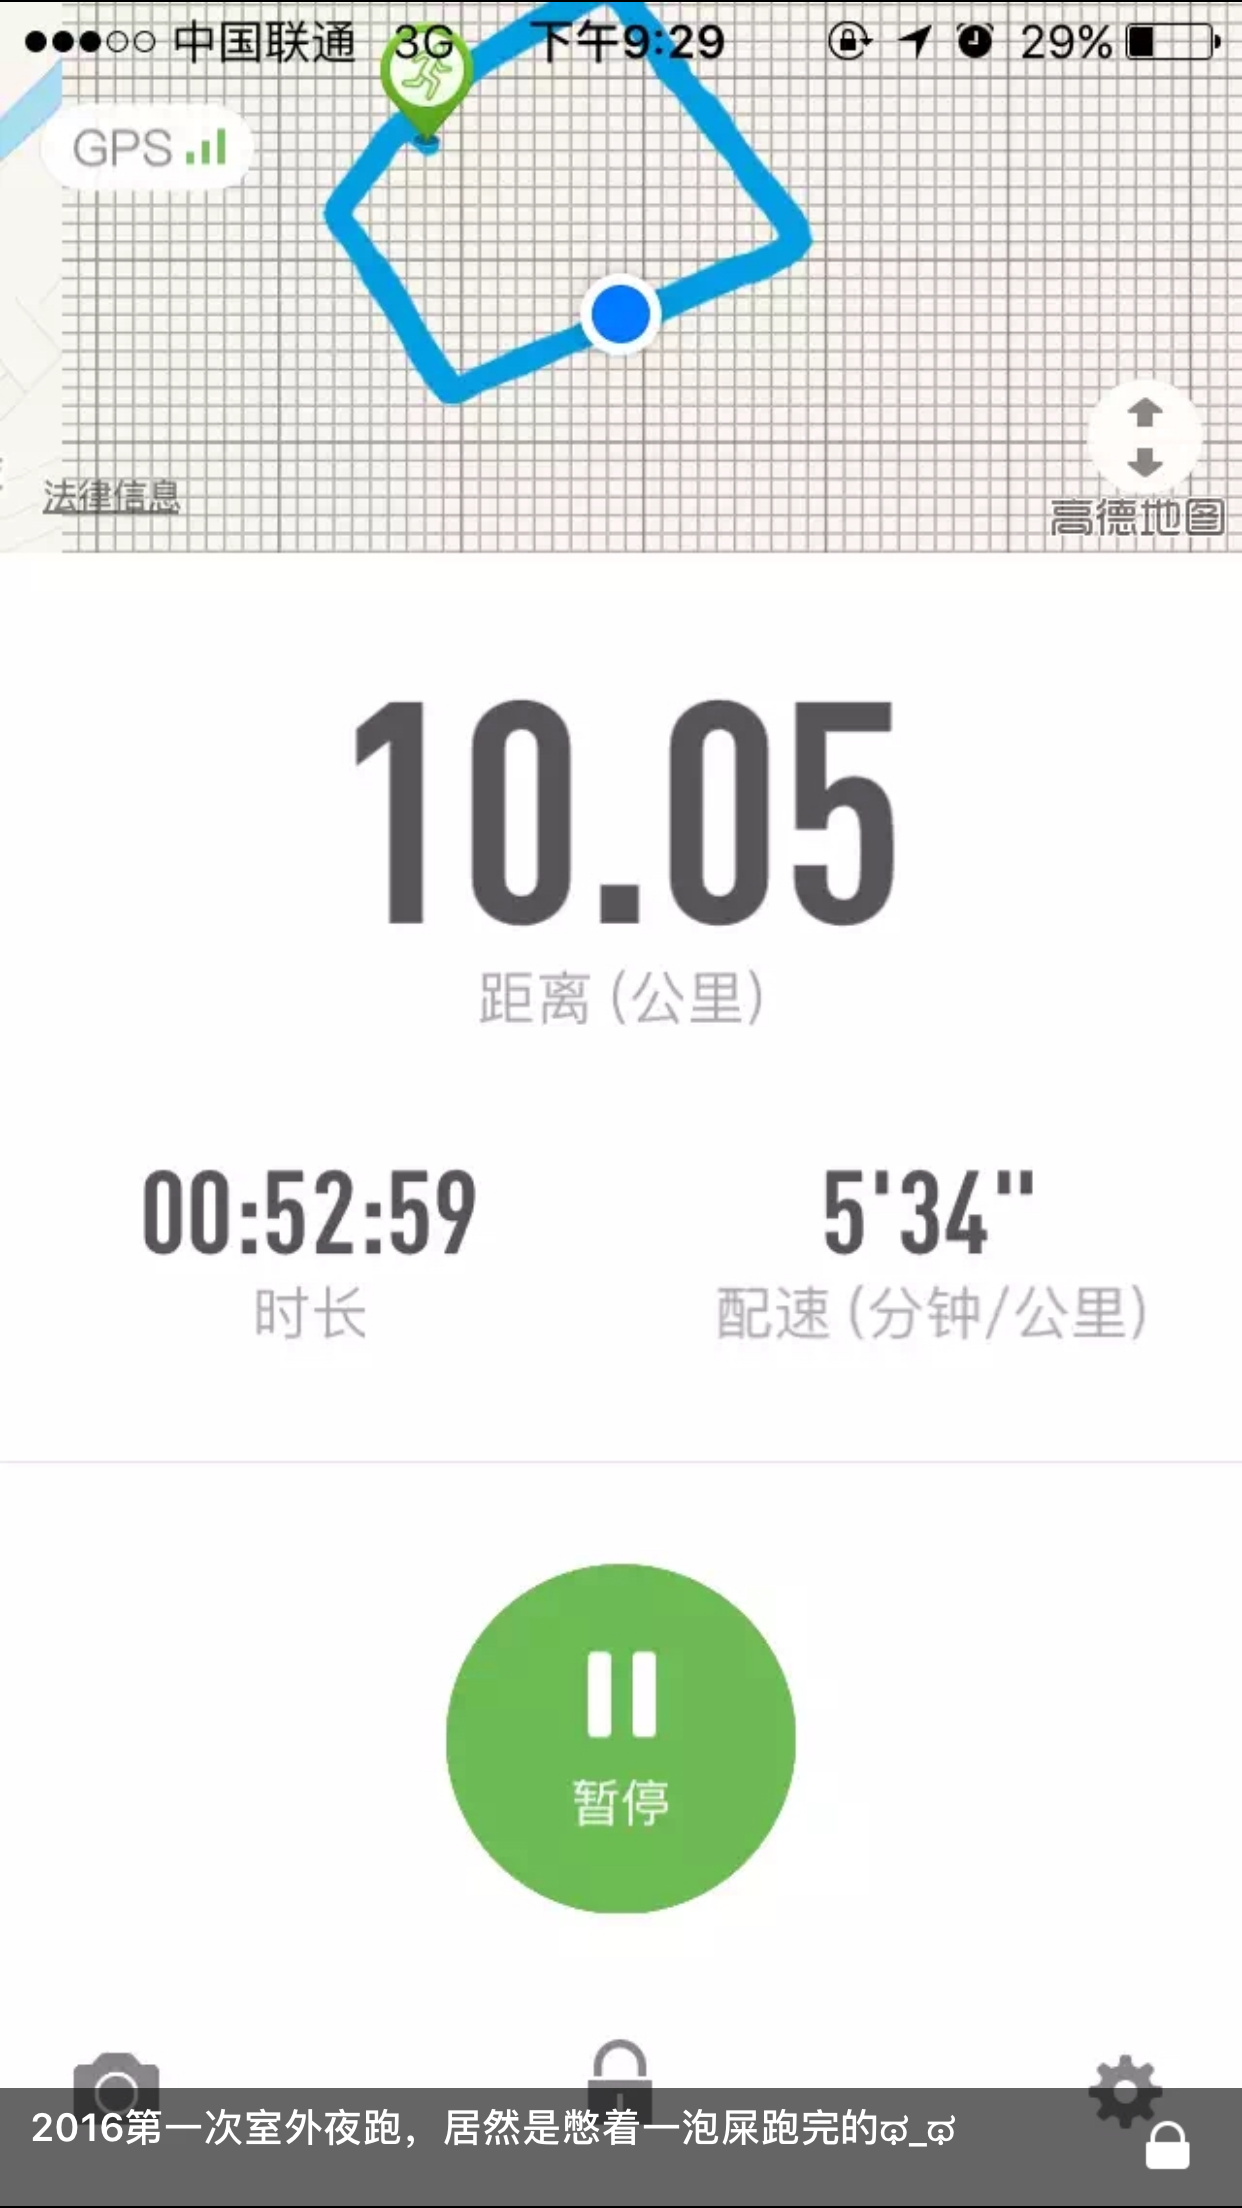 中国联通 3G 下午9:29 29%
GPS
法律信息
高德地图
10.05
距离(公里)
00:52:59 5'34"
时长 配速(分钟/公里)
暂停
2016第一次室外夜跑，居然是憋着一泡屎跑完的ಥ_ಥ